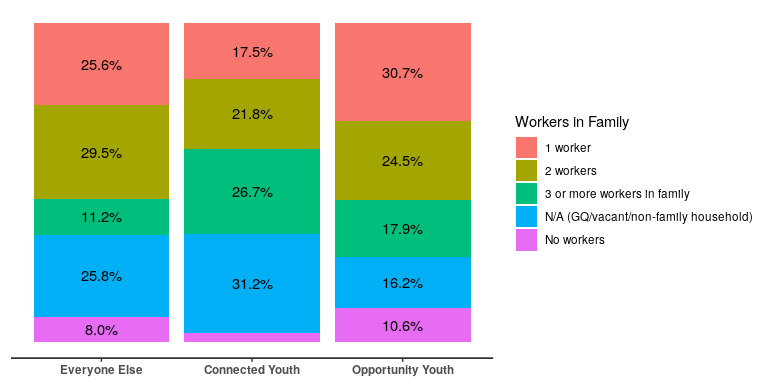 25.6%
29.5%
11.2%
25.8%
8.0%
17.5%
21.8%
26.7%
31.2%
30.7%
24.5%
17.9%
16.2%
10.6%
Everyone Else
Connected Youth
Opportunity Youth
Workers in Family
1 worker
2 workers
3 or more workers in family
N/A (GQ/vacant/non-family household)
No workers